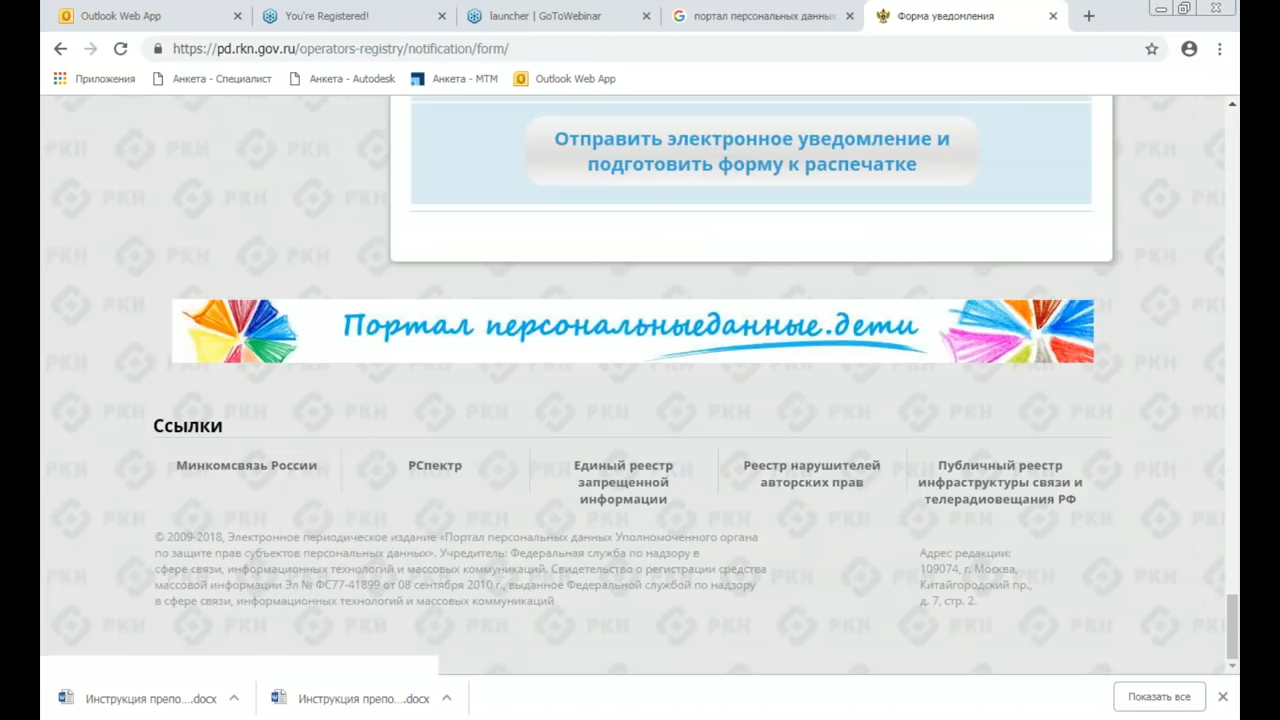 Outlook Web App
You're Registered!
launcher | GoToWebinar
портал персональных данных
Форма уведомления
https://pd.rkn.gov.ru/operators-registry/notification/form/
Приложения
Анкета - Специалист
Анкета - Autodesk
Анкета - МТМ
Outlook Web App
Отправить электронное уведомление и
подготовить форму к распечатке
Портал персональныеданные.дети
Ссылки
Минкомсвязь России
РСпектр
Единый реестр
запрещенной
информации
Реестр нарушителей
авторских прав
Публичный реестр
инфраструктуры связи и
телерадиовещания РФ
© 2009-2018, Электронное периодическое издание «Портал персональных данных Уполномоченного органа
по защите прав субъектов персональных данных». Учредитель: Федеральная служба по надзору в
сфере связи, информационных технологий и массовых коммуникаций. Свидетельство о регистрации средства
массовой информации Эл № ФС77-41899 от 08 сентября 2010 г., выданное Федеральной службой по надзору
в сфере связи, информационных технологий и массовых коммуникаций
Адрес редакции:
109074, г. Москва,
Китайгородский пр.,
д. 7, стр. 2.
РКН
Инструкция препо....docx
Инструкция препо....docx
Показать все